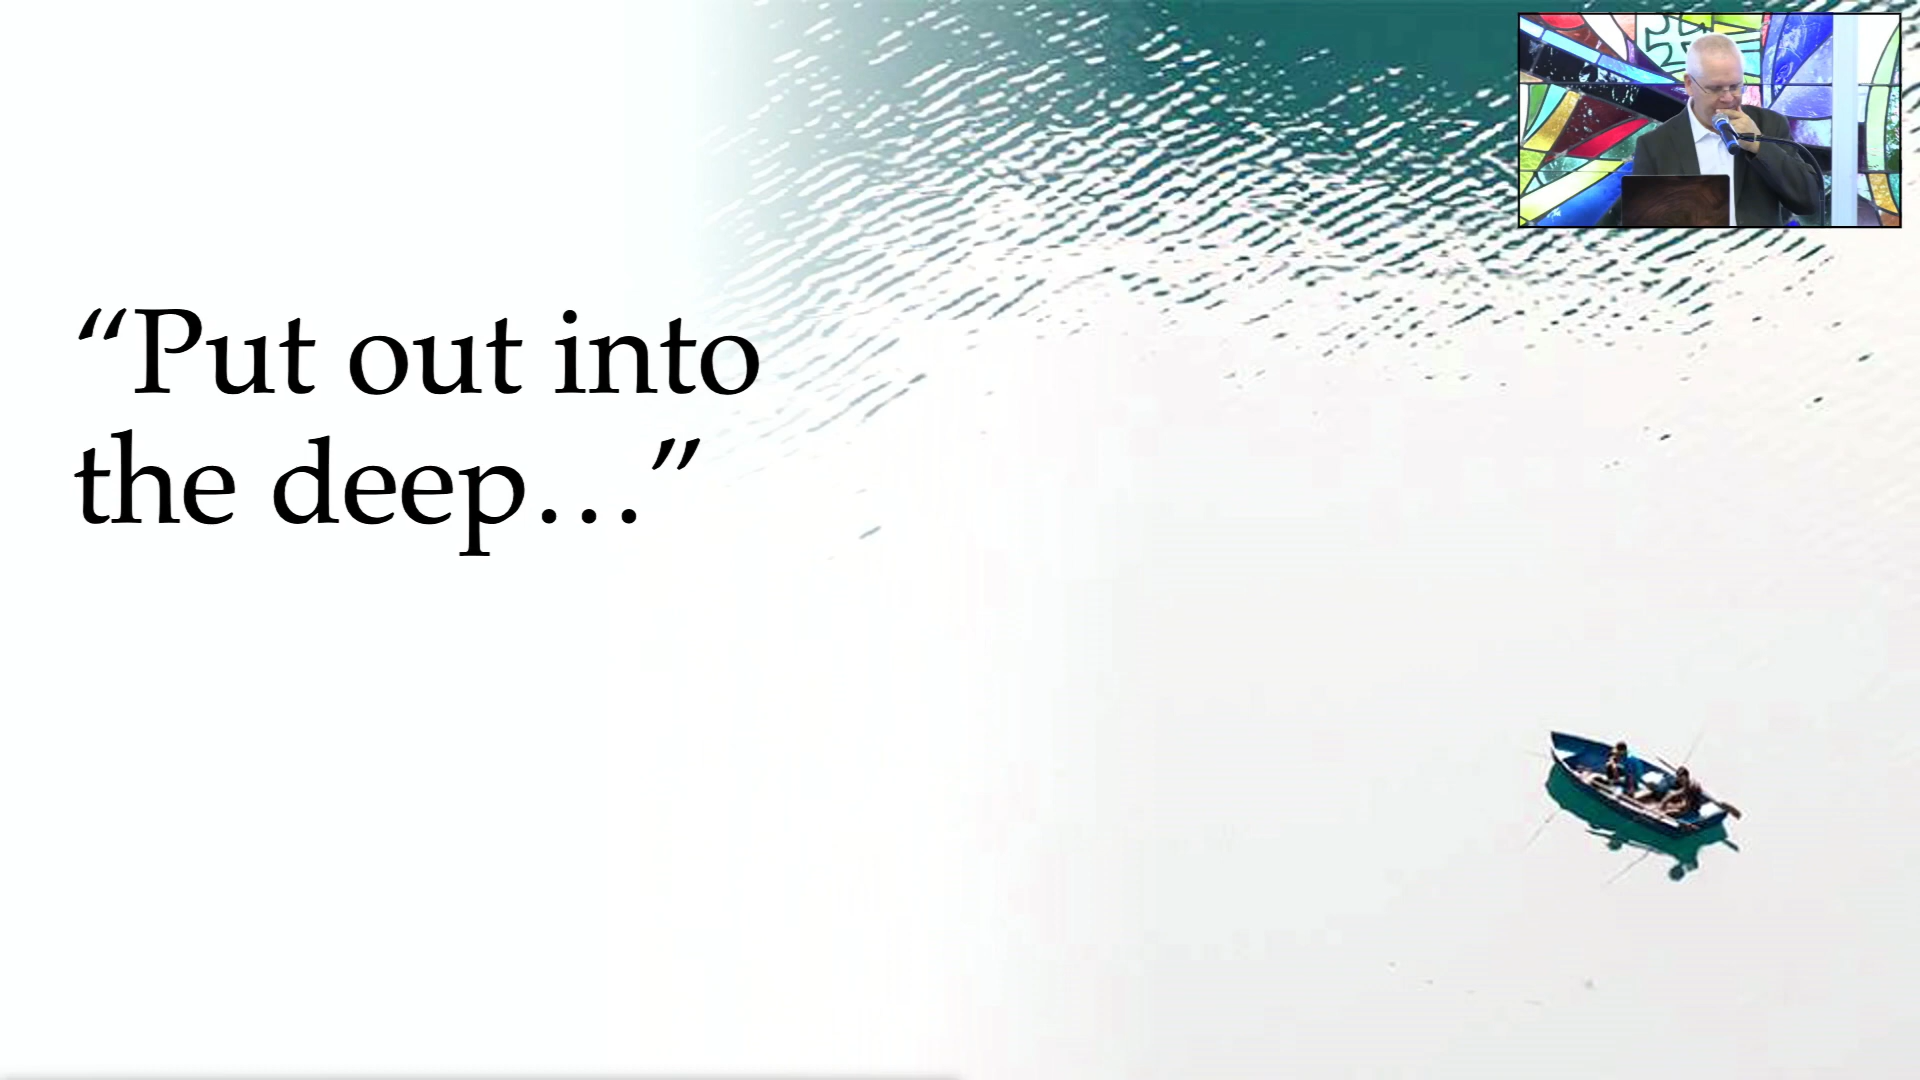 “Put out into
the deep…”